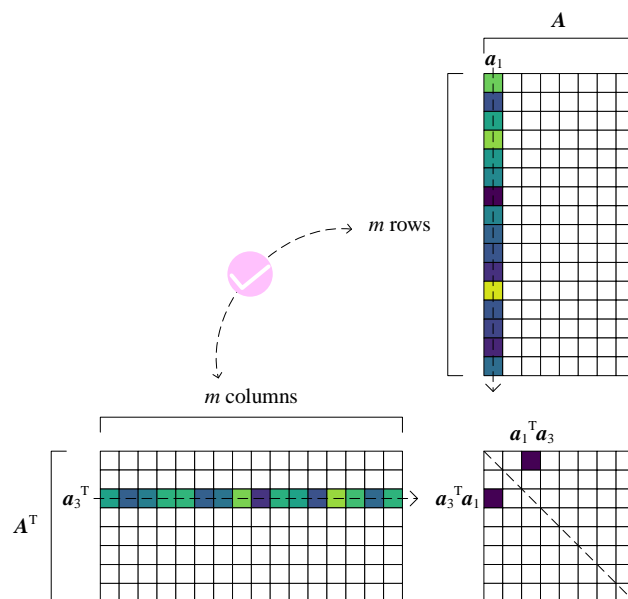 A
a₁
m rows
m columns
a₁ᵀa₃
a₃ᵀ
a₃ᵀa₁
Aᵀ